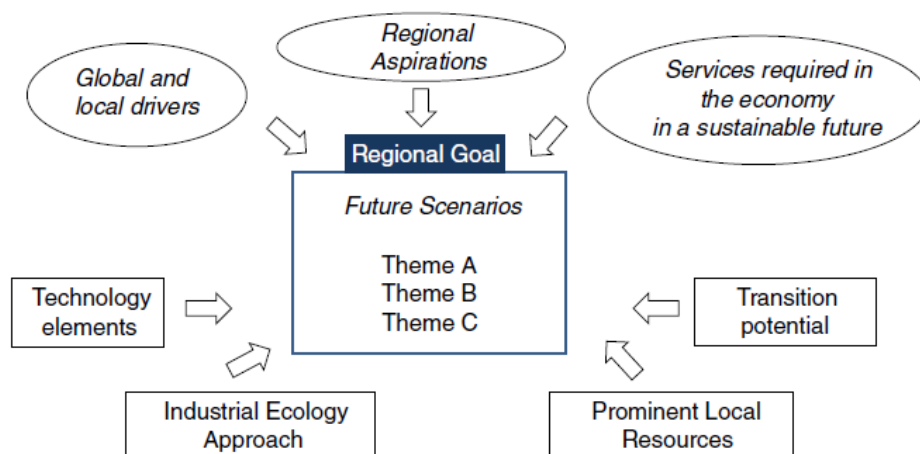 Regional
Aspirations
Global and
local drivers
Services required in
the economy
in a sustainable future
Regional Goal
Future Scenarios
Theme A
Theme B
Theme C
Technology
elements
Transition
potential
Industrial Ecology
Approach
Prominent Local
Resources